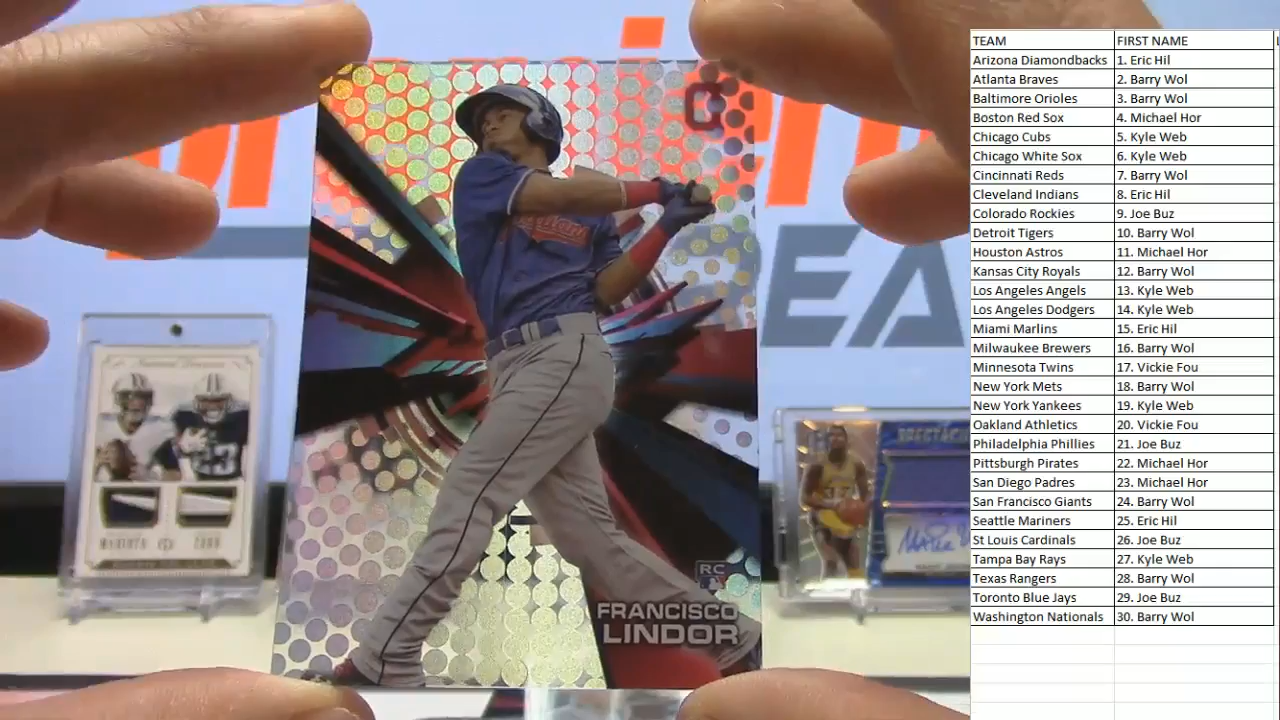 TEAM FIRST NAME
Arizona Diamondbacks 1. Eric Hil
Atlanta Braves 2. Barry Wol
Baltimore Orioles 3. Barry Wol
Boston Red Sox 4. Michael Hor
Chicago Cubs 5. Kyle Web
Chicago White Sox 6. Kyle Web
Cincinnati Reds 7. Barry Wol
Cleveland Indians 8. Eric Hil
Colorado Rockies 9. Joe Buz
Detroit Tigers 10. Barry Wol
Houston Astros 11. Michael Hor
Kansas City Royals 12. Barry Wol
Los Angeles Angels 13. Kyle Web
Los Angeles Dodgers 14. Kyle Web
Miami Marlins 15. Eric Hil
Milwaukee Brewers 16. Barry Wol
Minnesota Twins 17. Vickie Fou
New York Mets 18. Barry Wol
New York Yankees 19. Kyle Web
Oakland Athletics 20. Vickie Fou
Philadelphia Phillies 21. Joe Buz
Pittsburgh Pirates 22. Michael Hor
San Diego Padres 23. Michael Hor
San Francisco Giants 24. Barry Wol
Seattle Mariners 25. Eric Hil
St Louis Cardinals 26. Joe Buz
Tampa Bay Rays 27. Kyle Web
Texas Rangers 28. Barry Wol
Toronto Blue Jays 29. Joe Buz
Washington Nationals 30. Barry Wol
C
EA
33
RC
FRANCISCO
LINDOR